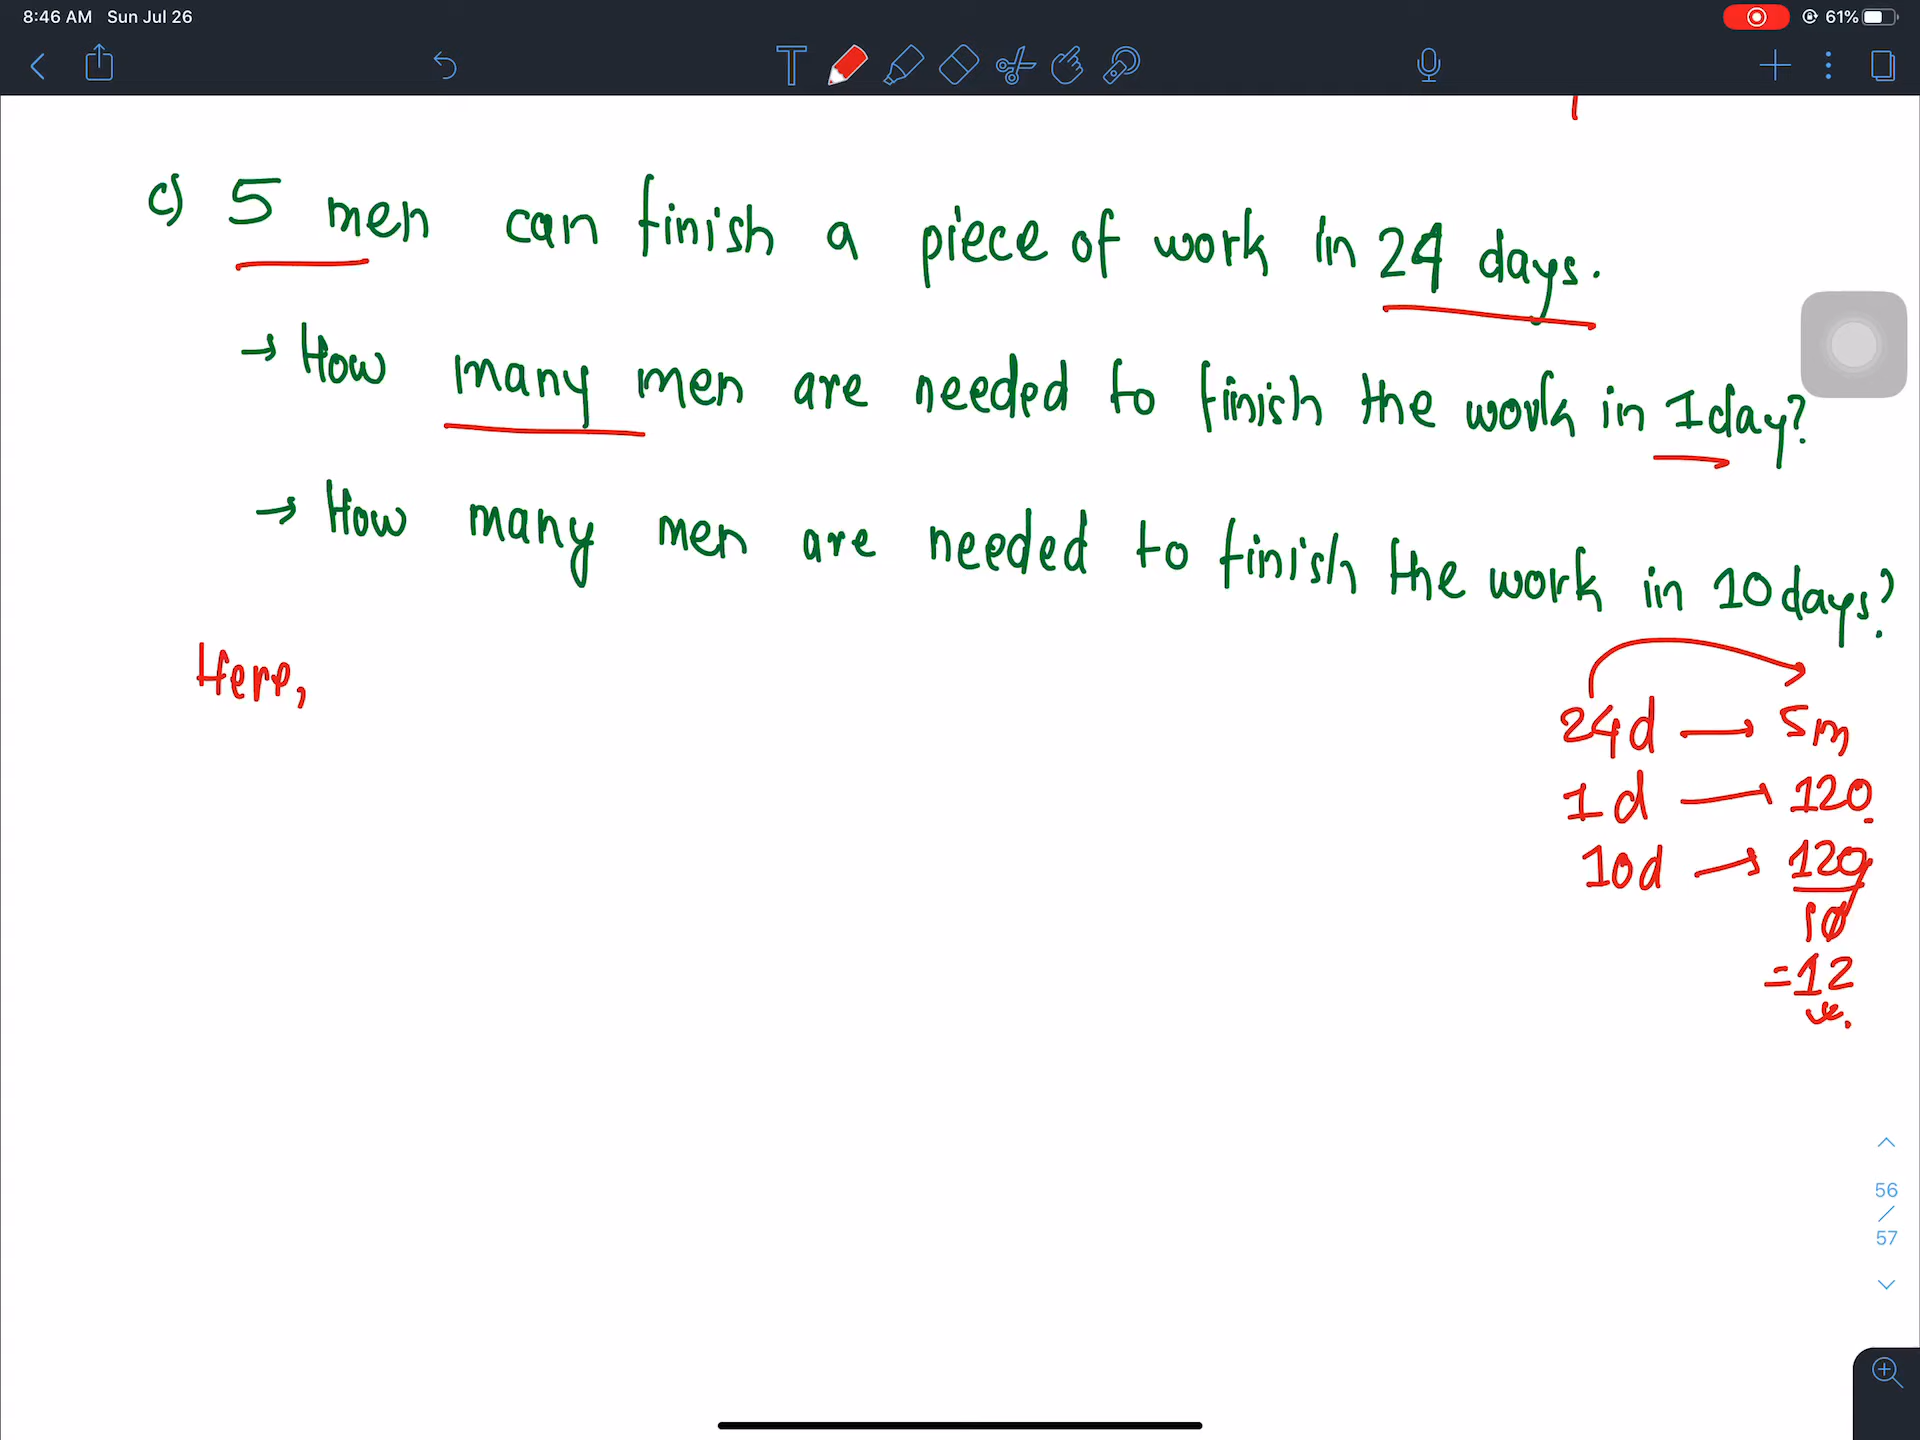 8:46 AM Sun Jul 26
61%
c) 5 men can finish a piece of work in 24 days.
→ How many men are needed to finish the work in 1day?
→ How many men are needed to finish the work in 10days?
Here,
24d → 5m
1d → 120
10d → 120
10
=12
56
/
57